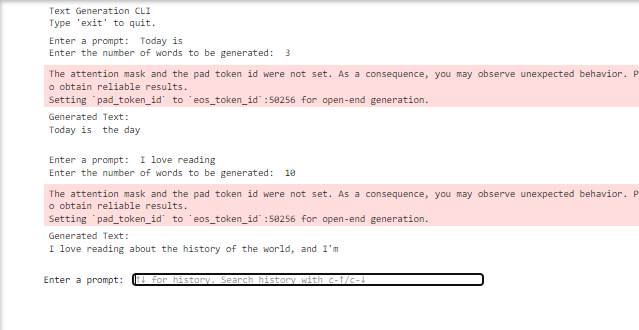 Text Generation CLI
Type 'exit' to quit.
Enter a prompt:  Today is
Enter the number of words to be generated:  3
The attention mask and the pad token id were not set. As a consequence, you may observe unexpected behavior. P
o obtain reliable results.
Setting `pad_token_id` to `eos_token_id`:50256 for open-end generation.
Generated Text:
Today is  the day
Enter a prompt:  I love reading
Enter the number of words to be generated:  10
The attention mask and the pad token id were not set. As a consequence, you may observe unexpected behavior. P
o obtain reliable results.
Setting `pad_token_id` to `eos_token_id`:50256 for open-end generation.
Generated Text:
I love reading about the history of the world, and I'm
Enter a prompt:  ↑↓ for history. Search history with c-↑/c-↓